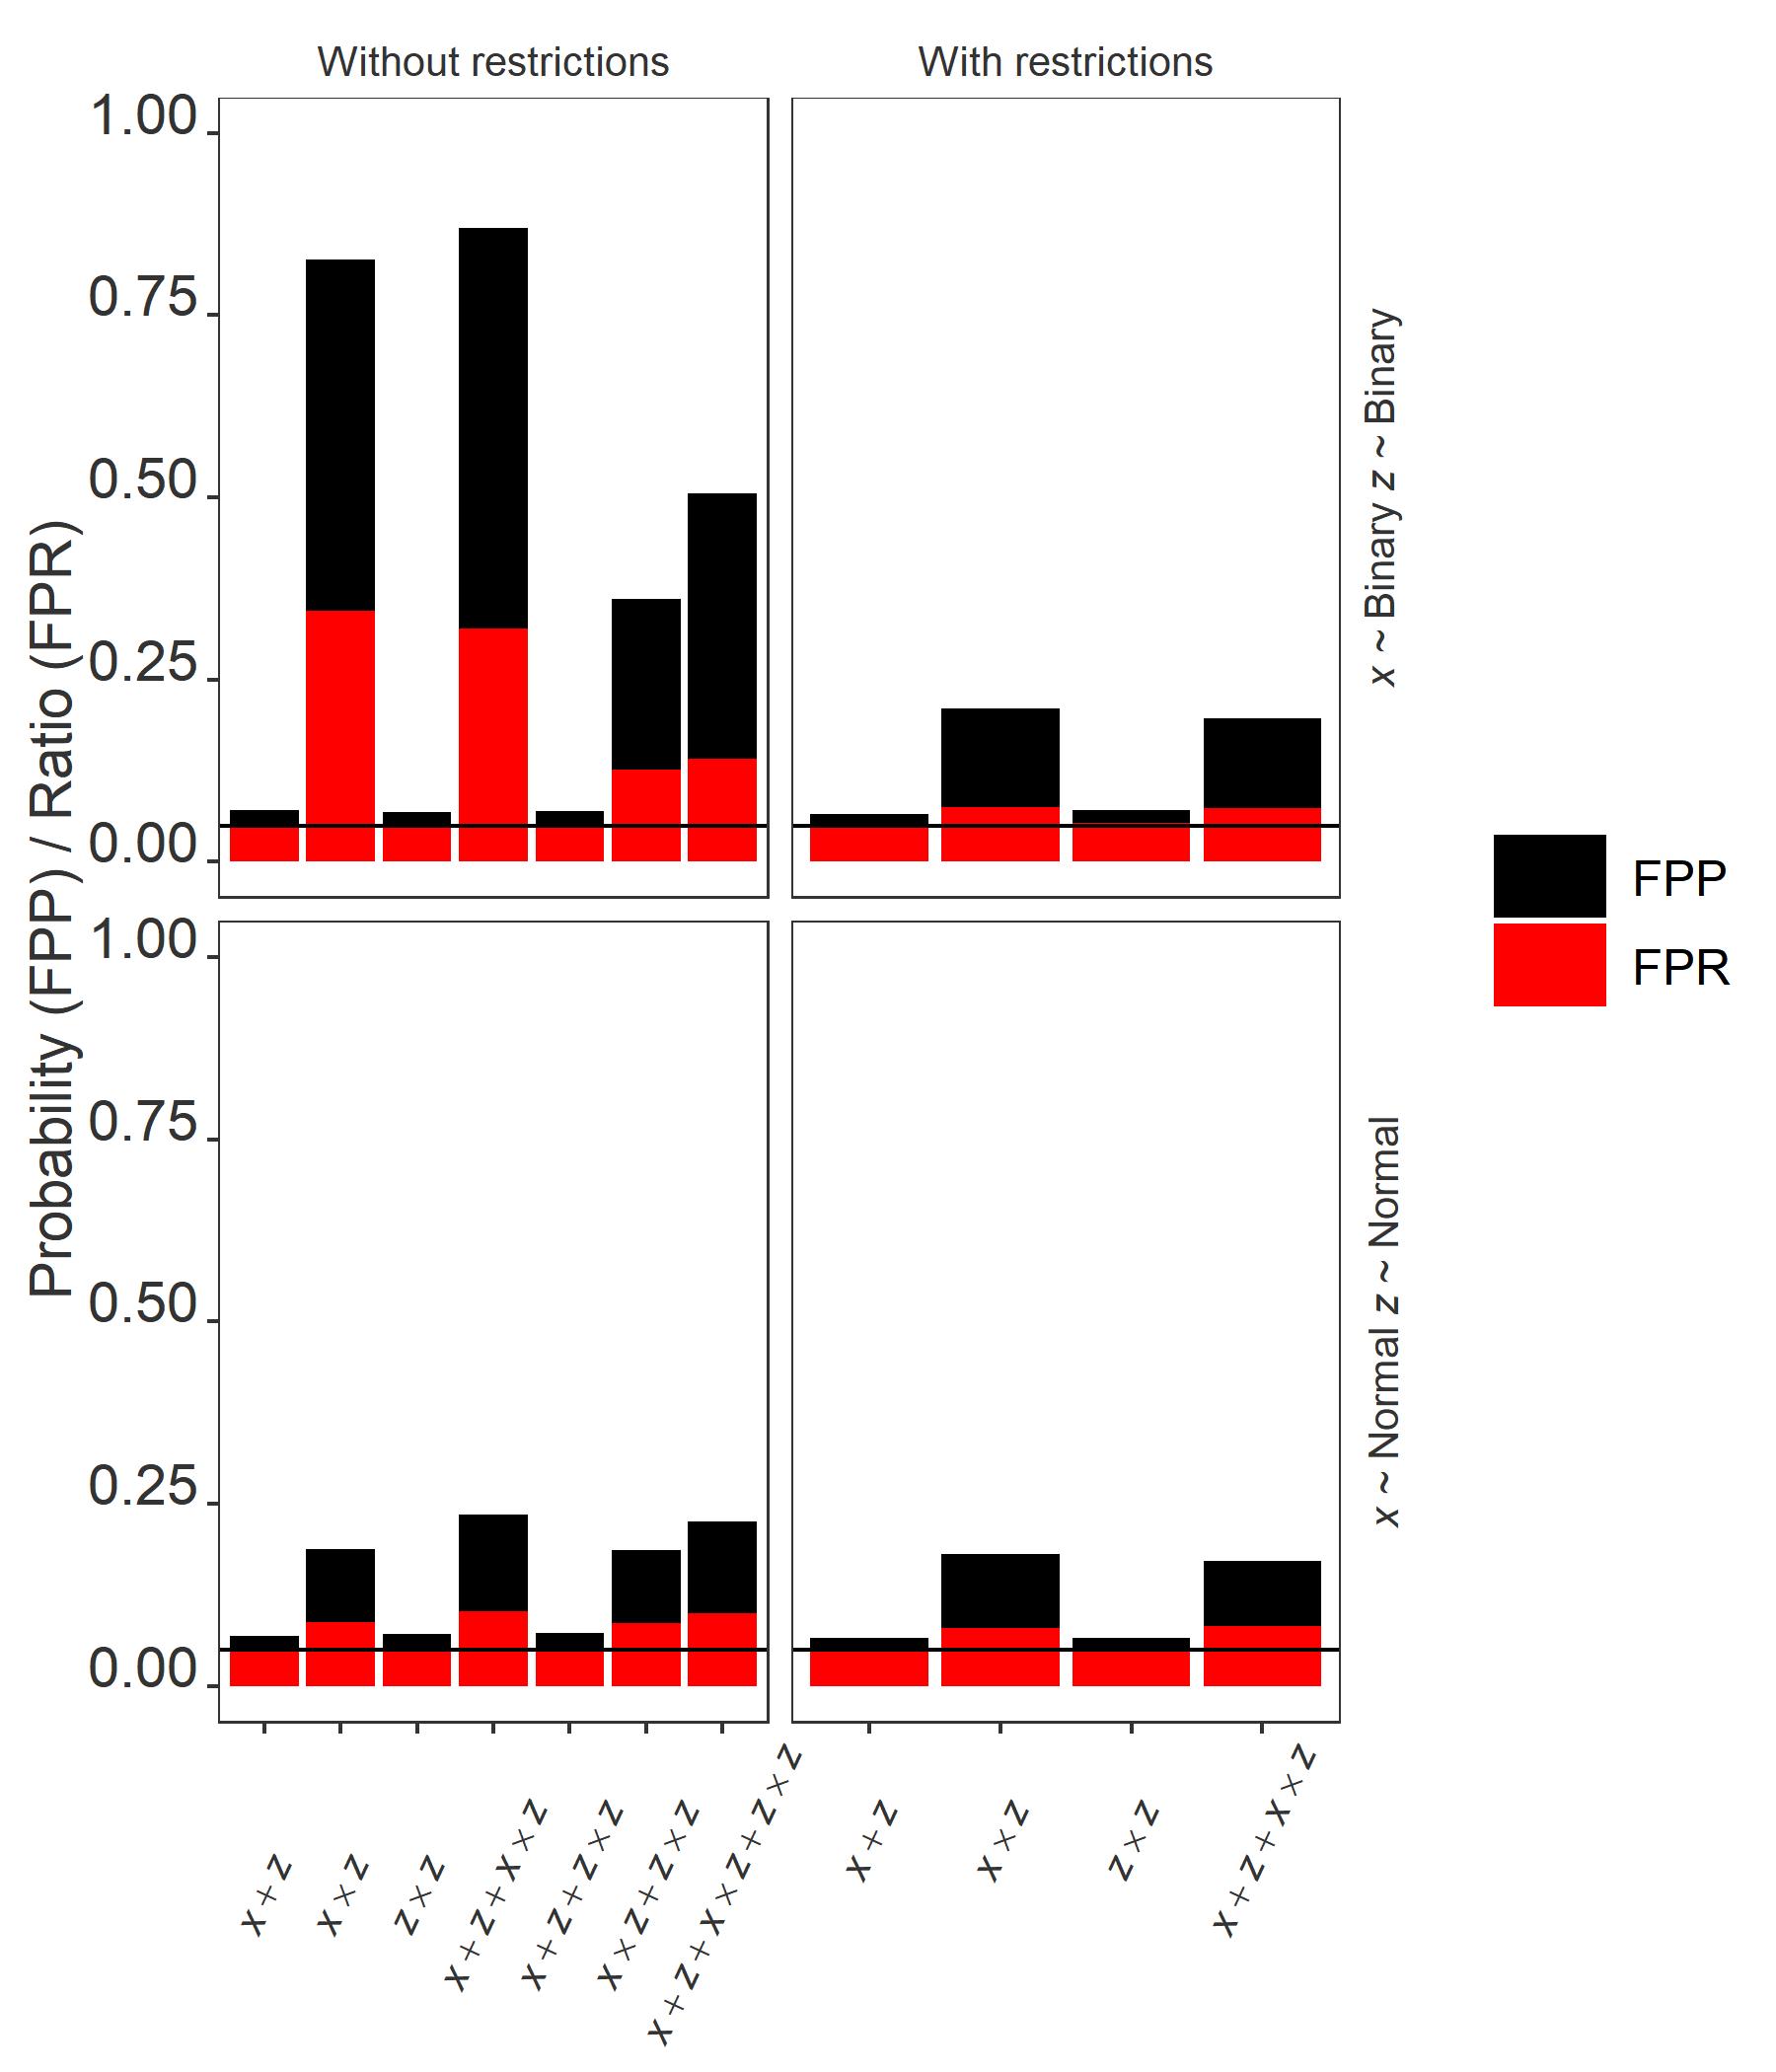 Without restrictions
With restrictions
Probability (FPP) / Ratio (FPR)
1.00
0.75
0.50
0.25
0.00
x ~ Binary z ~ Binary
1.00
0.75
0.50
0.25
0.00
x ~ Normal z ~ Normal
FPP
FPR
x + z
x × z
z × z
x + z + x × z
x + z + z × z
x × z + z × z
x + z + x × z + z × z
x + z
x × z
z × z
x + z + x × z